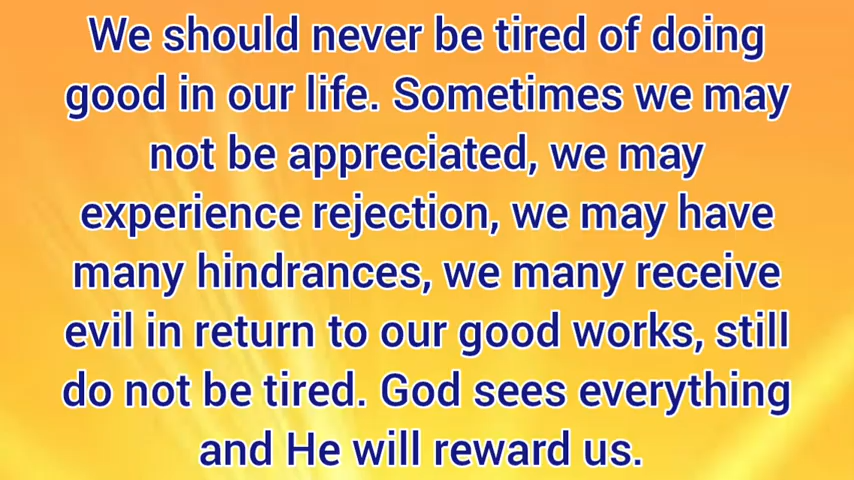 We should never be tired of doing
good in our life. Sometimes we may
not be appreciated, we may
experience rejection, we may have
many hindrances, we many receive
evil in return to our good works, still
do not be tired. God sees everything
and He will reward us.